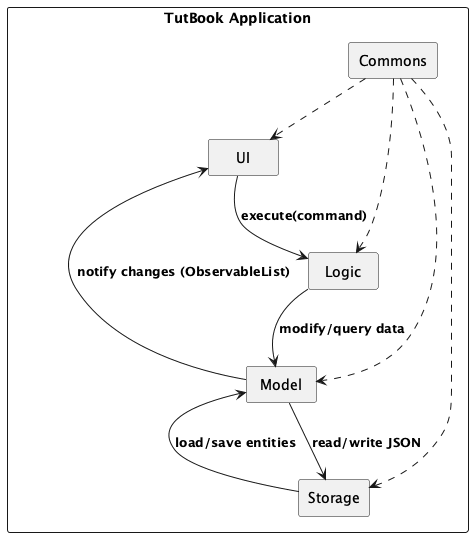 TutBook Application
Commons
UI
execute(command)
notify changes (ObservableList)
Logic
modify/query data
Model
load/save entities
read/write JSON
Storage